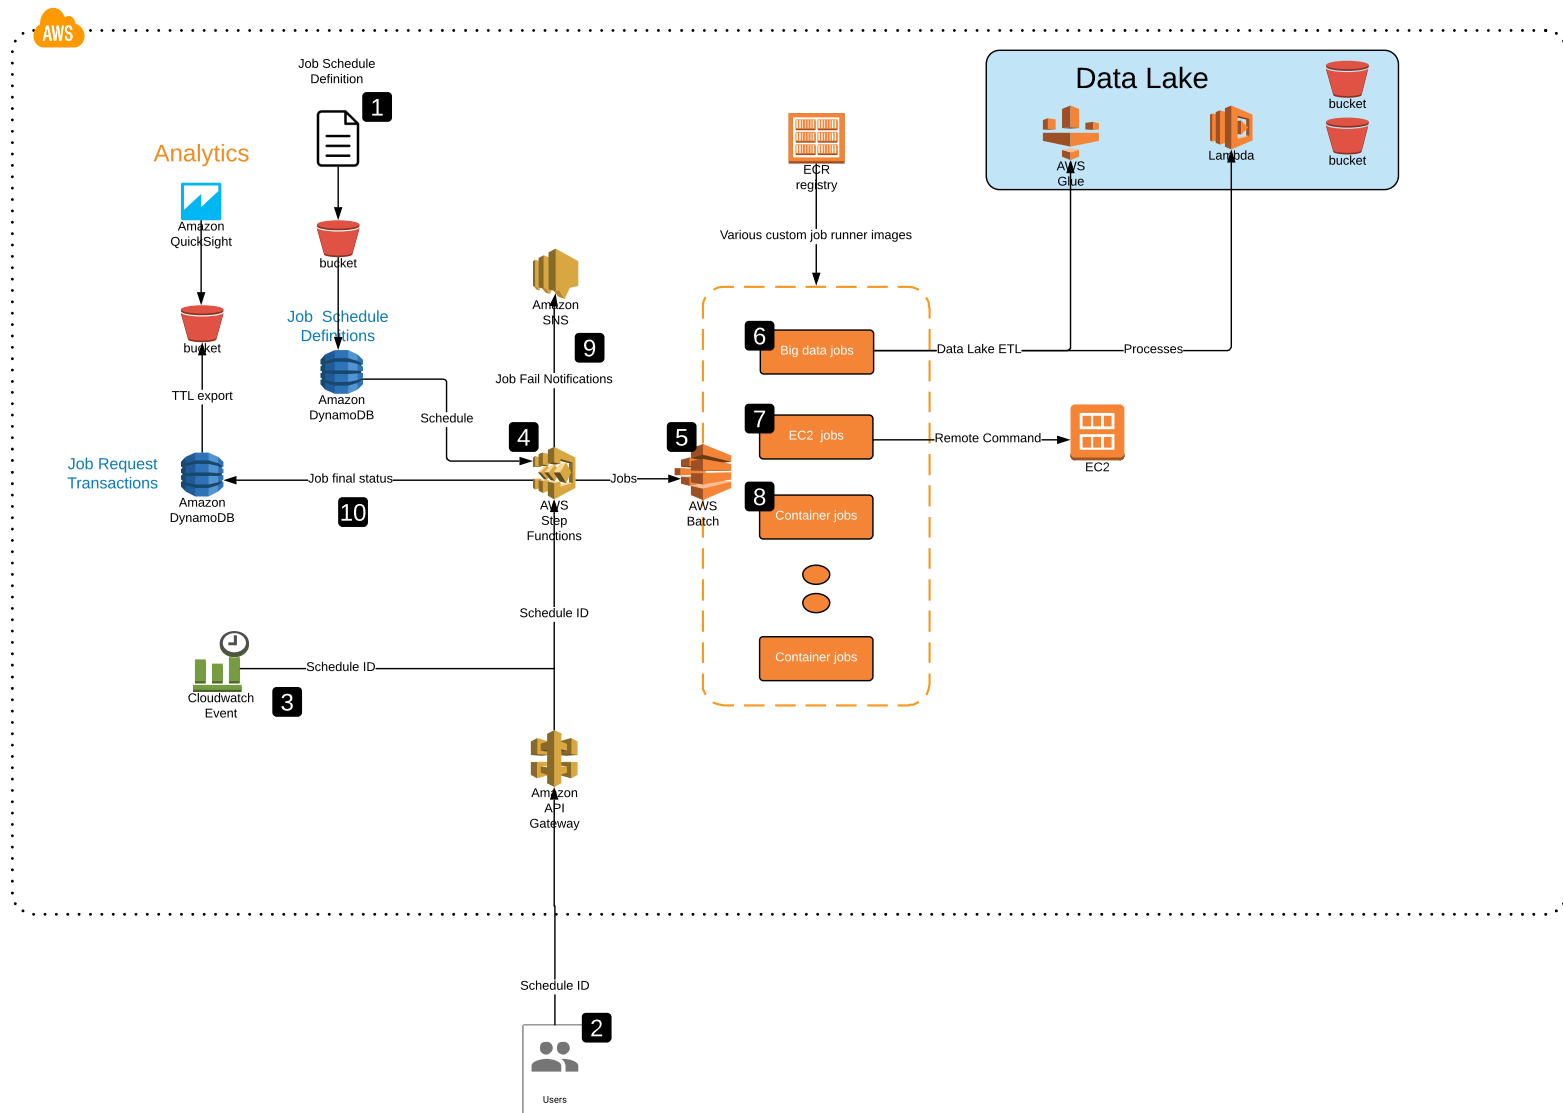 AWS
Job Schedule
Definition
1
Data Lake
bucket
bucket
AWS
Glue
Lambda
Analytics
Amazon
QuickSight
bucket
ECR
registry
Various custom job runner images
bucket
Job  Schedule
Definitions
Amazon
DynamoDB
Amazon
SNS
9
Job Fail Notifications
TTL export
Schedule
4
5
6
Big data jobs
Data Lake ETL
Processes
7
EC2  jobs
Remote Command
EC2
8
Container jobs
Container jobs
Job Request
Transactions
Amazon
DynamoDB
Job final status
10
AWS
Step
Functions
Jobs
AWS
Batch
Schedule ID
Schedule ID
Cloudwatch
Event
3
Amazon
API
Gateway
Schedule ID
2
Users